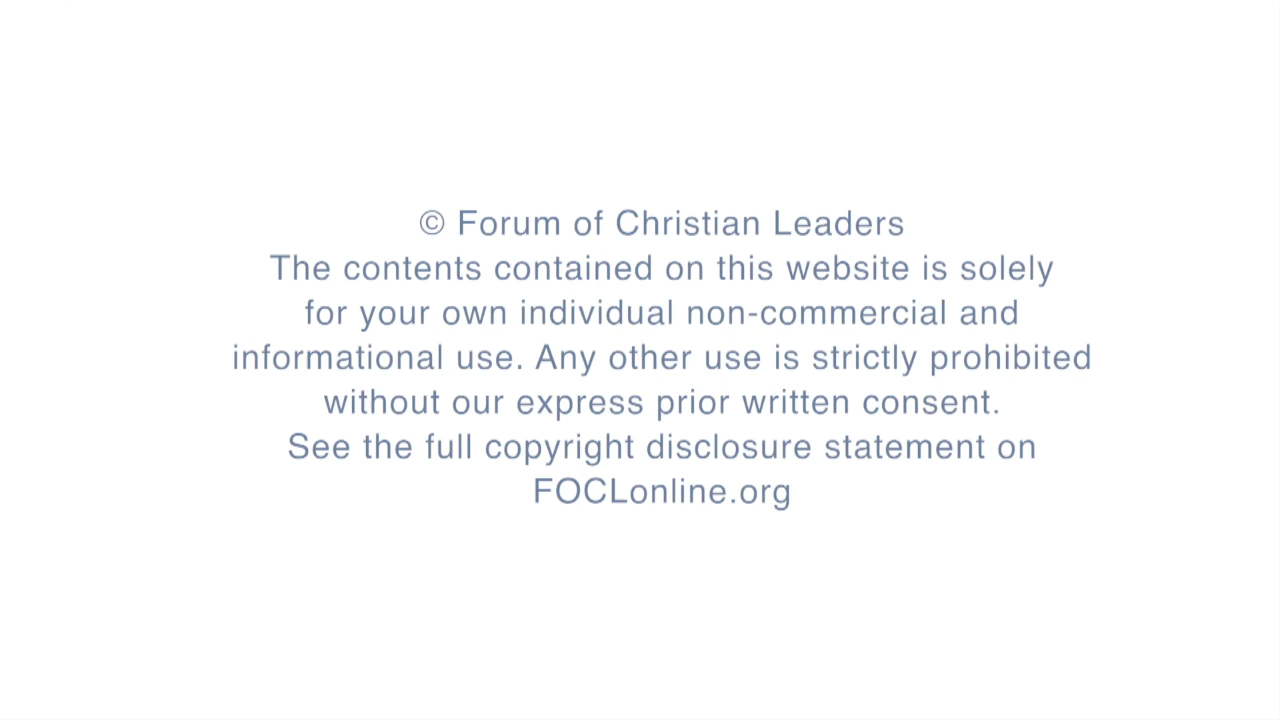 © Forum of Christian Leaders
The contents contained on this website is solely
for your own individual non-commercial and
informational use. Any other use is strictly prohibited
without our express prior written consent.
See the full copyright disclosure statement on
FOCLonline.org